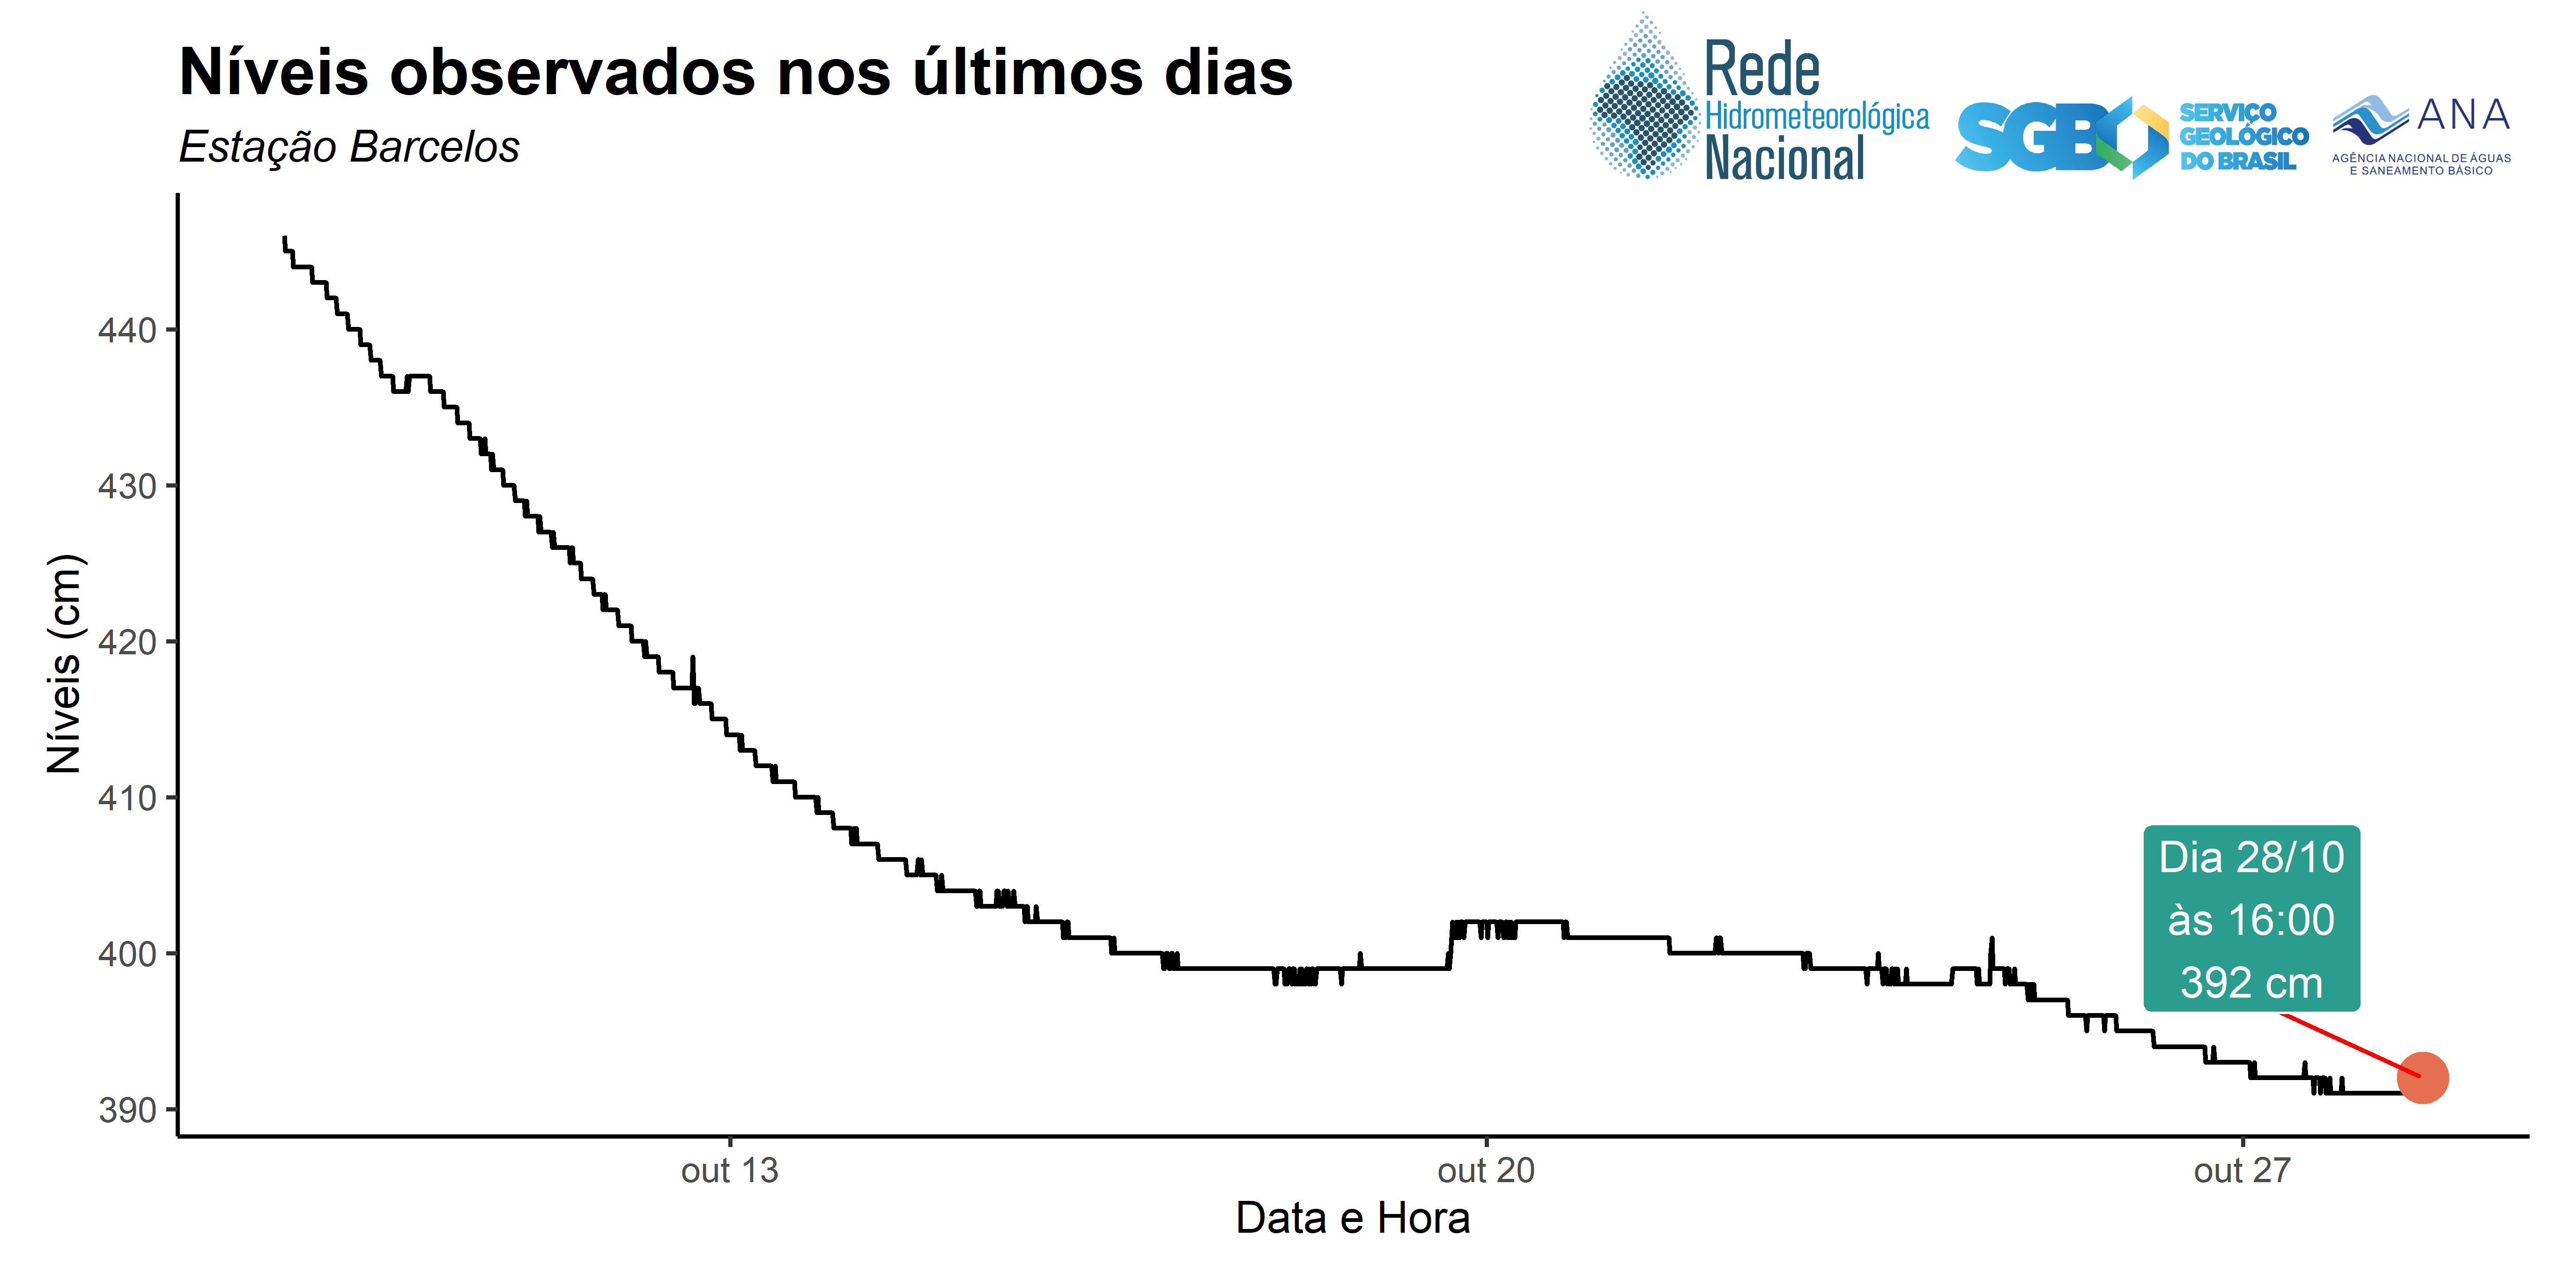 Níveis observados nos últimos dias
Estação Barcelos
Rede
Hidrometeorológica
Nacional
SGB
SERVIÇO
GEOLÓGICO
DO BRASIL
ANA
AGÊNCIA NACIONAL DE ÁGUAS
E SANEAMENTO BÁSICO
Níveis (cm)
440
430
420
410
400
390
Dia 28/10
às 16:00
392 cm
out 13
out 20
out 27
Data e Hora